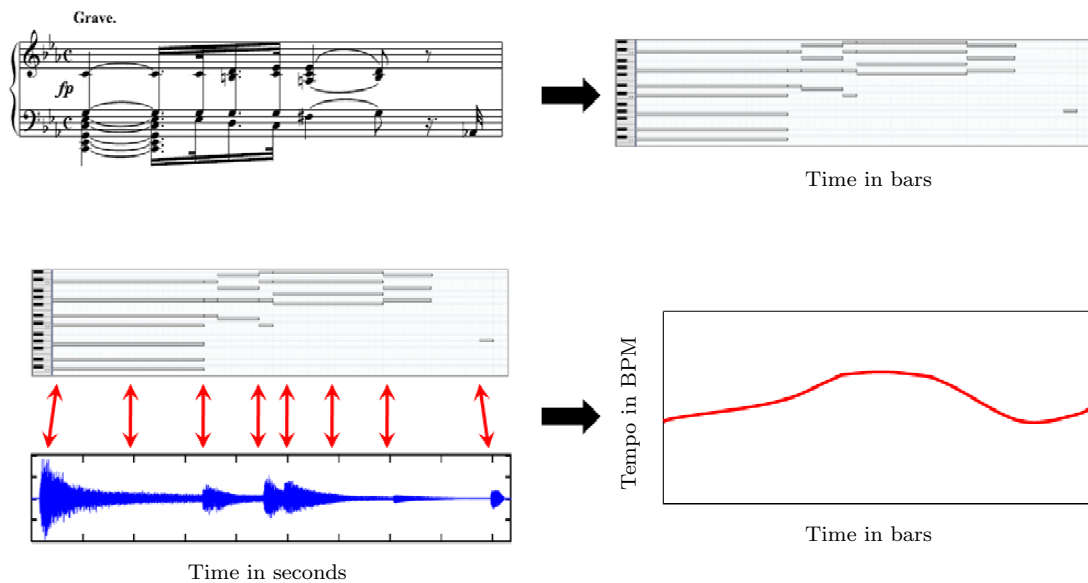 Grave.
fp
Time in bars
Tempo in BPM
Time in seconds
Time in bars